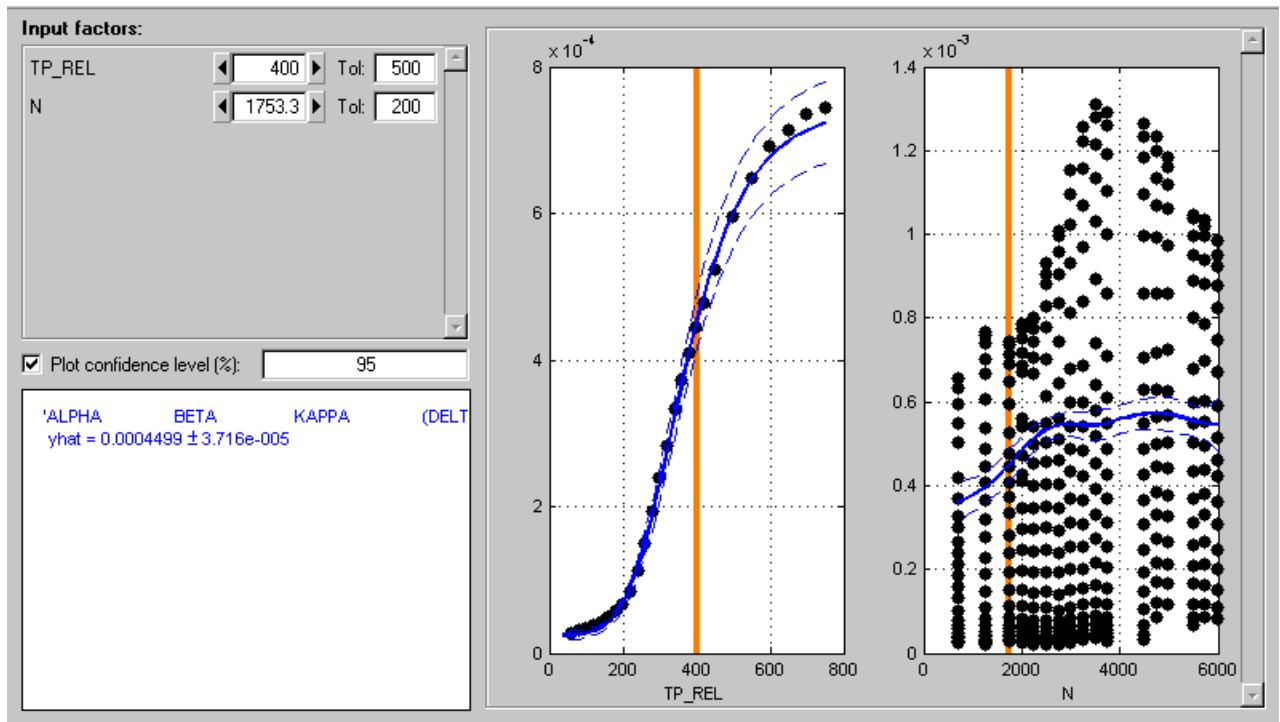 Input factors:
TP_REL 400 Tol: 500
N 1753.3 Tol: 200
Plot confidence level (%): 95
'ALPHA BETA KAPPA (DELT
yhat = 0.0004499 ± 3.716e-005
x 10^-4
8
6
4
2
0
0 200 400 600 800
TP_REL
x 10^-3
1.4
1.2
1
0.8
0.6
0.4
0.2
0
0 2000 4000 6000
N